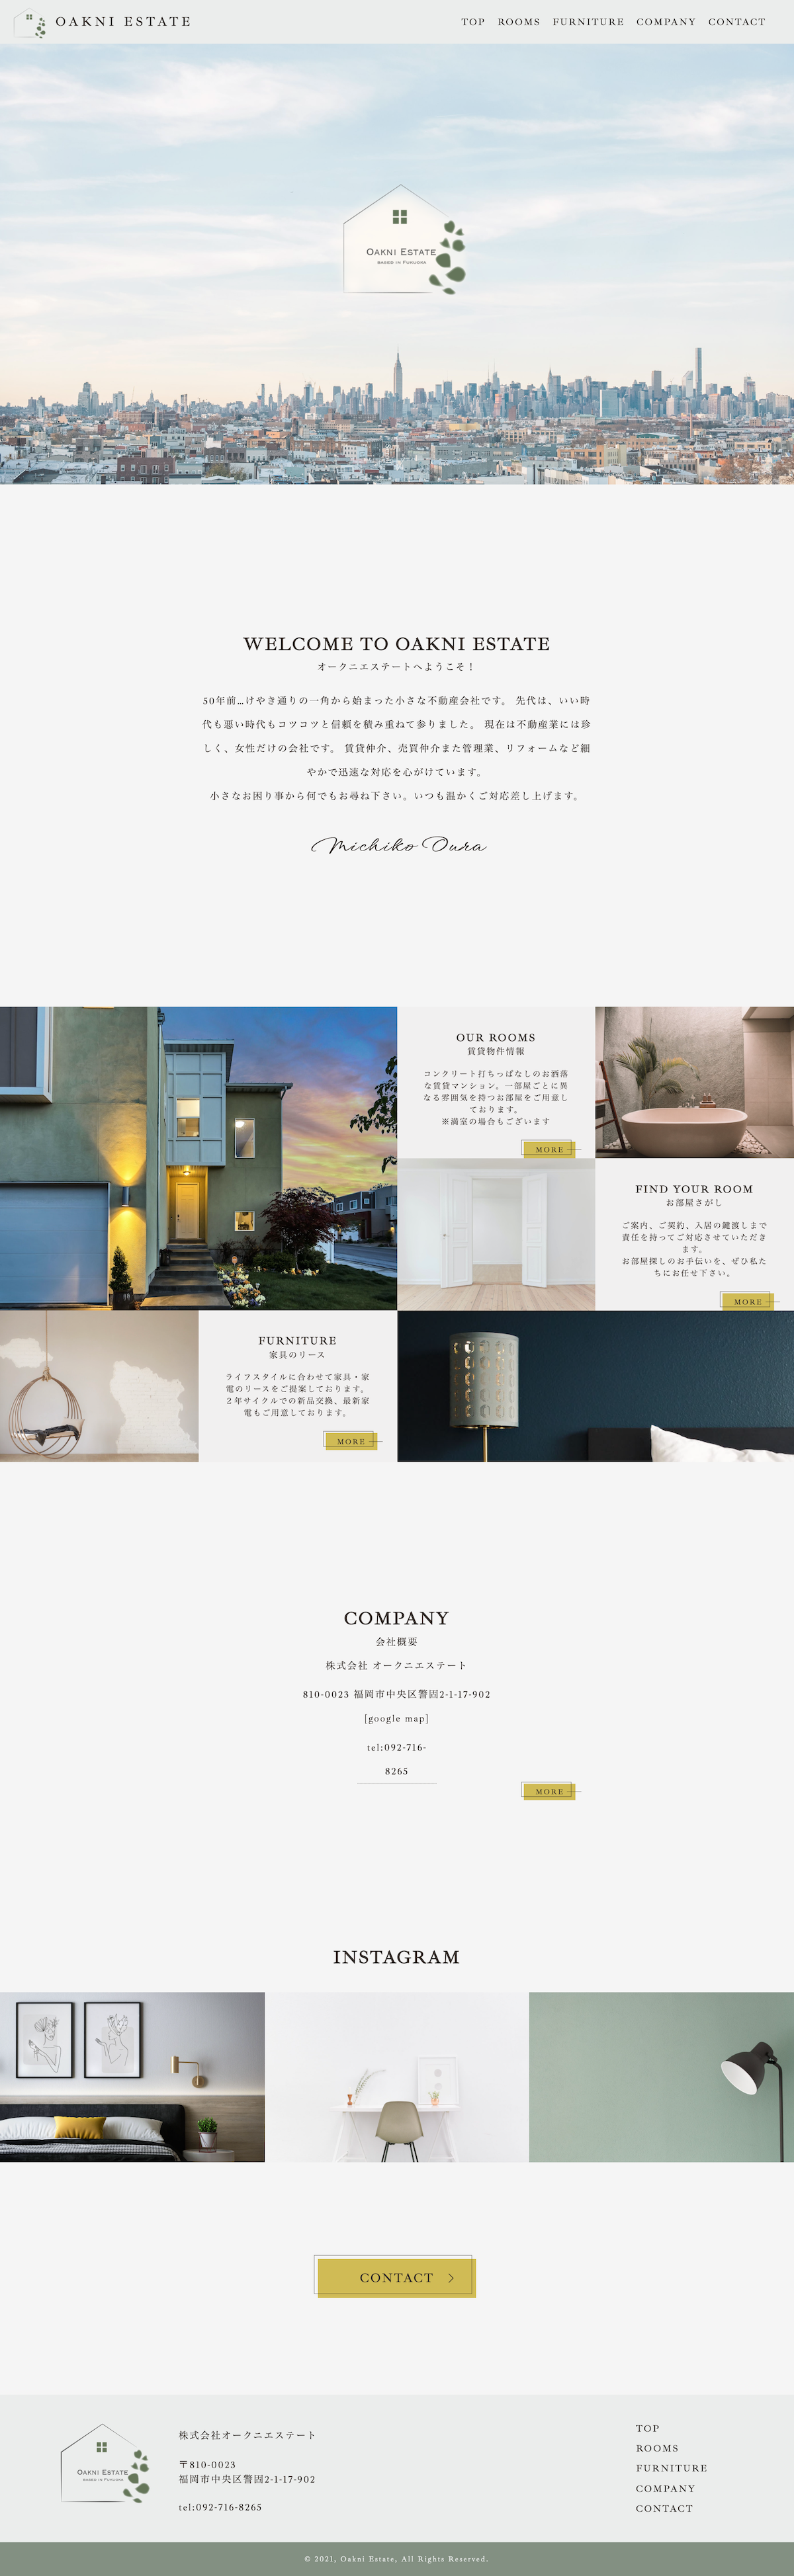 OAKNI ESTATE
TOP ROOMS FURNITURE COMPANY CONTACT
OAKNI ESTATE
BASED IN FUKUOKA
WELCOME TO OAKNI ESTATE
オークニエステートへようこそ！
50年前…けやき通りの一角から始まった小さな不動産会社です。 先代は、いい時
代も悪い時代もコツコツと信頼を積み重ねて参りました。 現在は不動産業には珍
しく、女性だけの会社です。 賃貸仲介、売買仲介また管理業、リフォームなど細
やかで迅速な対応を心がけています。
小さなお困り事から何でもお尋ね下さい。いつも温かくご対応差し上げます。
Michiko Oura
OUR ROOMS
賃貸物件情報
コンクリート打ちっぱなしのお洒落
な賃貸マンション。一部屋ごとに異
なる雰囲気を持つお部屋をご用意し
ております。
※満室の場合もございます
MORE
FIND YOUR ROOM
お部屋さがし
ご案内、ご契約、入居の鍵渡しまで
責任を持ってご対応させていただき
ます。
お部屋探しのお手伝いを、ぜひ私た
ちにお任せ下さい。
MORE
FURNITURE
家具のリース
ライフスタイルに合わせて家具・家
電のリースをご提案しております。
２年サイクルでの新品交換、最新家
電もご用意しております。
MORE
COMPANY
会社概要
株式会社 オークニエステート
810-0023 福岡市中央区警固2-1-17-902
[google map]
tel:092-716-
8265
MORE
INSTAGRAM
CONTACT
OAKNI ESTATE
BASED IN FUKUOKA
株式会社オークニエステート
〒810-0023
福岡市中央区警固2-1-17-902
tel:092-716-8265
TOP
ROOMS
FURNITURE
COMPANY
CONTACT
© 2021, Oakni Estate, All Rights Reserved.